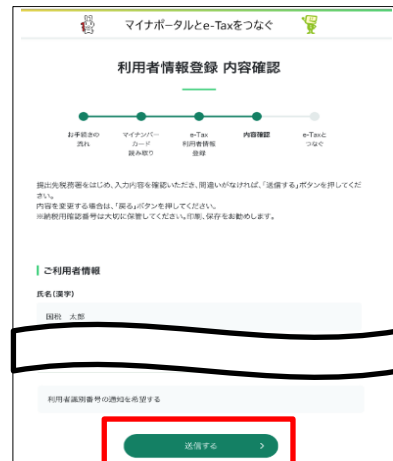 マイナポータルとe-Taxをつなぐ
利用者情報登録 内容確認
お手続きの
流れ
マイナンバー
カード
読み取り
e-Tax
利用者情報
登録
内容確認
e-Taxと
つなぐ
提出先税務署をはじめ、入力内容を確認いただき、間違いがなければ、「送信する」ボタンを押してくだ
さい。
内容を変更する場合は、「戻る」ボタンを押してください。
※納税用確認番号は大切に保管してください。印刷、保存をお勧めします。
ご利用者情報
氏名(漢字)
国税 太郎
利用者識別番号の通知を希望する
送信する